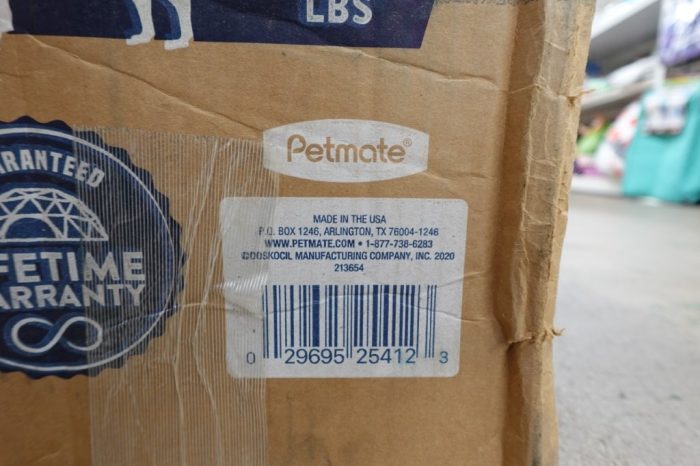 LBS
Petmate®
MADE IN THE USA
P.O. BOX 1246, ARLINGTON, TX 76004-1246
WWW.PETMATE.COM • 1-877-738-6283
©DOSKOCIL MANUFACTURING COMPANY, INC. 2020
213654
0 29695 25412 3
ARANTEED
FETIME
ARRANTY